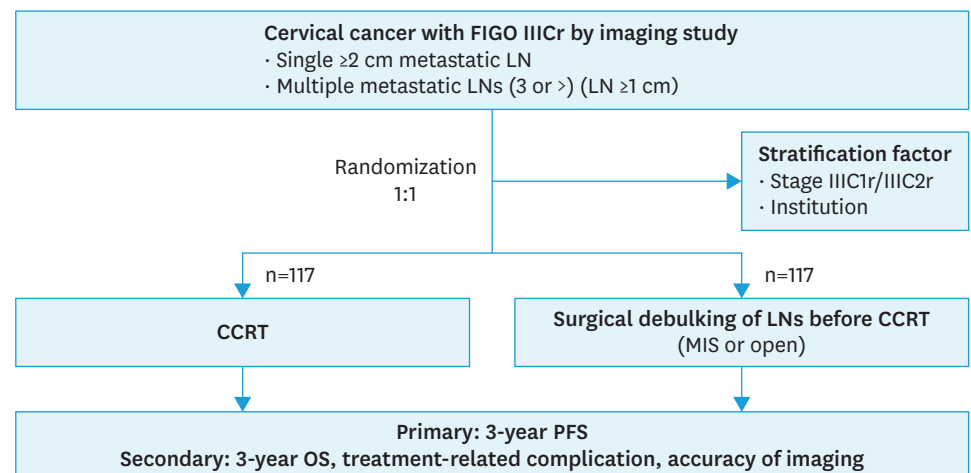 Cervical cancer with FIGO IIICr by imaging study
· Single ≥2 cm metastatic LN
· Multiple metastatic LNs (3 or >) (LN ≥1 cm)
Randomization
1:1
Stratification factor
· Stage IIIC1r/IIIC2r
· Institution
n=117
n=117
CCRT
Surgical debulking of LNs before CCRT
(MIS or open)
Primary: 3-year PFS
Secondary: 3-year OS, treatment-related complication, accuracy of imaging